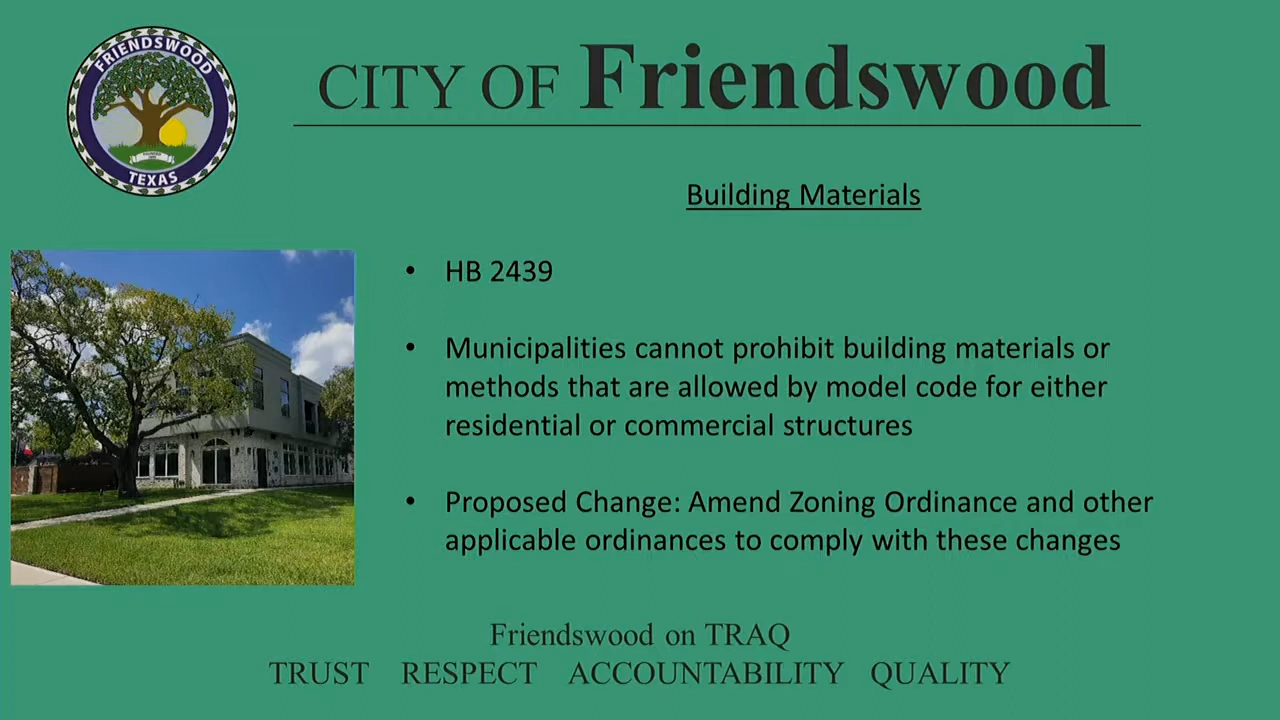 FRIENDSWOOD
TEXAS
CITY OF Friendswood
Building Materials
• HB 2439
• Municipalities cannot prohibit building materials or
methods that are allowed by model code for either
residential or commercial structures
• Proposed Change: Amend Zoning Ordinance and other
applicable ordinances to comply with these changes
Friendswood on TRAQ
TRUST RESPECT ACCOUNTABILITY QUALITY